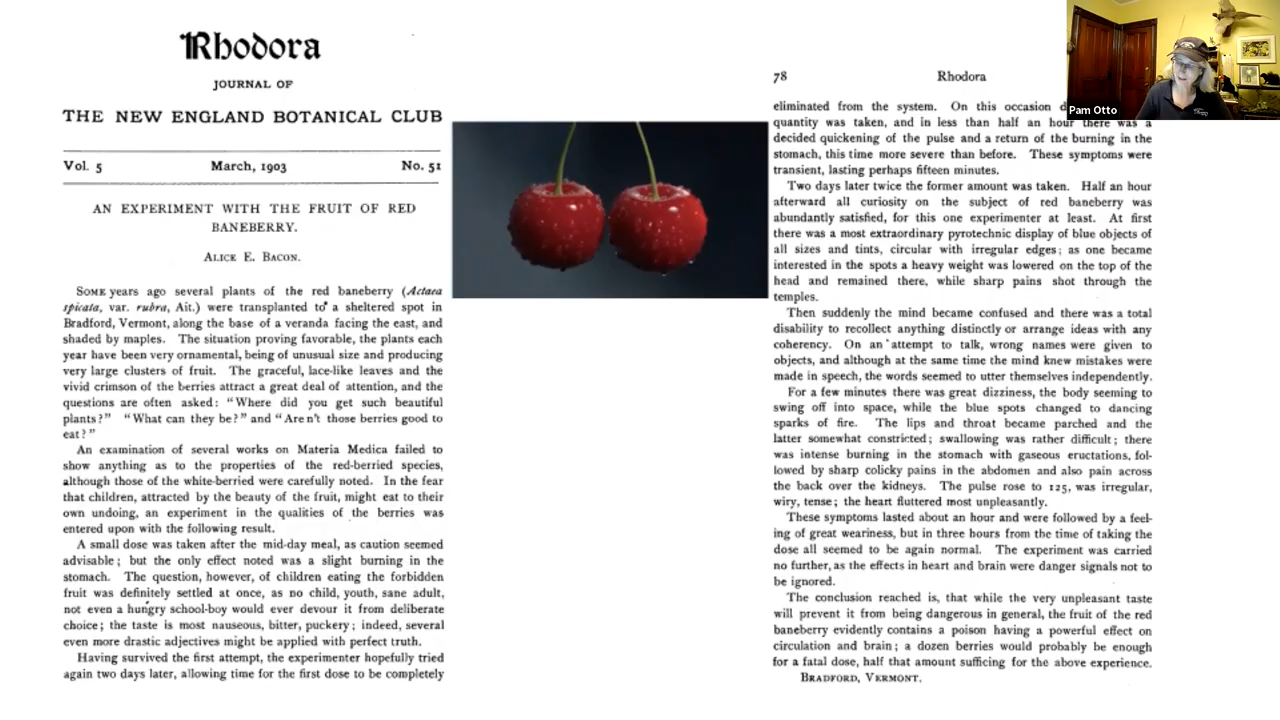 Rhodora
JOURNAL OF
THE NEW ENGLAND BOTANICAL CLUB
Vol. 5 March, 1903 No. 51
AN EXPERIMENT WITH THE FRUIT OF RED
BANEBERRY.
ALICE E. BACON.
SOME years ago several plants of the red baneberry (Actaea
spicata, var. rubra, Ait.) were transplanted to a sheltered spot in
Bradford, Vermont, along the base of a veranda facing the east, and
shaded by maples. The situation proving favorable, the plants each
year have been very ornamental, being of unusual size and producing
very large clusters of fruit. The graceful, lace-like leaves and the
vivid crimson of the berries attract a great deal of attention, and the
questions are often asked: "Where did you get such beautiful
plants?" "What can they be?" and "Aren't those berries good to
eat?"
An examination of several works on Materia Medica failed to
show anything as to the properties of the red-berried species,
although those of the white-berried were carefully noted. In the fear
that children, attracted by the beauty of the fruit, might eat to their
own undoing, an experiment in the qualities of the berries was
entered upon with the following result.
A small dose was taken after the mid-day meal, as caution seemed
advisable; but the only effect noted was a slight burning in the
stomach. The question, however, of children eating the forbidden
fruit was definitely settled at once, as no child, youth, sane adult,
not even a hungry school-boy would ever devour it from deliberate
choice; the taste is most nauseous, bitter, puckery; indeed, several
even more drastic adjectives might be applied with perfect truth.
Having survived the first attempt, the experimenter hopefully tried
again two days later, allowing time for the first dose to be completely
78 Rhodora
eliminated from the system. On this occasion
quantity was taken, and in less than half an hour there was a
decided quickening of the pulse and a return of the burning in the
stomach, this time more severe than before. These symptoms were
transient, lasting perhaps fifteen minutes.
Two days later twice the former amount was taken. Half an hour
afterward all curiosity on the subject of red baneberry was
abundantly satisfied, for this one experimenter at least. At first
there was a most extraordinary pyrotechnic display of blue objects of
all sizes and tints, circular with irregular edges; as one became
interested in the spots a heavy weight was lowered on the top of the
head and remained there, while sharp pains shot through the
temples.
Then suddenly the mind became confused and there was a total
disability to recollect anything distinctly or arrange ideas with any
coherency. On an attempt to talk, wrong names were given to
objects, and although at the same time the mind knew mistakes were
made in speech, the words seemed to utter themselves independently.
For a few minutes there was great dizziness, the body seeming to
swing off into space, while the blue spots changed to dancing
sparks of fire. The lips and throat became parched and the
latter somewhat constricted; swallowing was rather difficult; there
was intense burning in the stomach with gaseous eructations, fol-
lowed by sharp colicky pains in the abdomen and also pain across
the back over the kidneys. The pulse rose to 125, was irregular,
wiry, tense; the heart fluttered most unpleasantly.
These symptoms lasted about an hour and were followed by a feel-
ing of great weariness, but in three hours from the time of taking the
dose all seemed to be again normal. The experiment was carried
no further, as the effects in heart and brain were danger signals not to
be ignored.
The conclusion reached is, that while the very unpleasant taste
will prevent it from being dangerous in general, the fruit of the red
baneberry evidently contains a poison having a powerful effect on
circulation and brain; a dozen berries would probably be enough
for a fatal dose, half that amount sufficing for the above experience.
BRADFORD, VERMONT.
Pam Otto